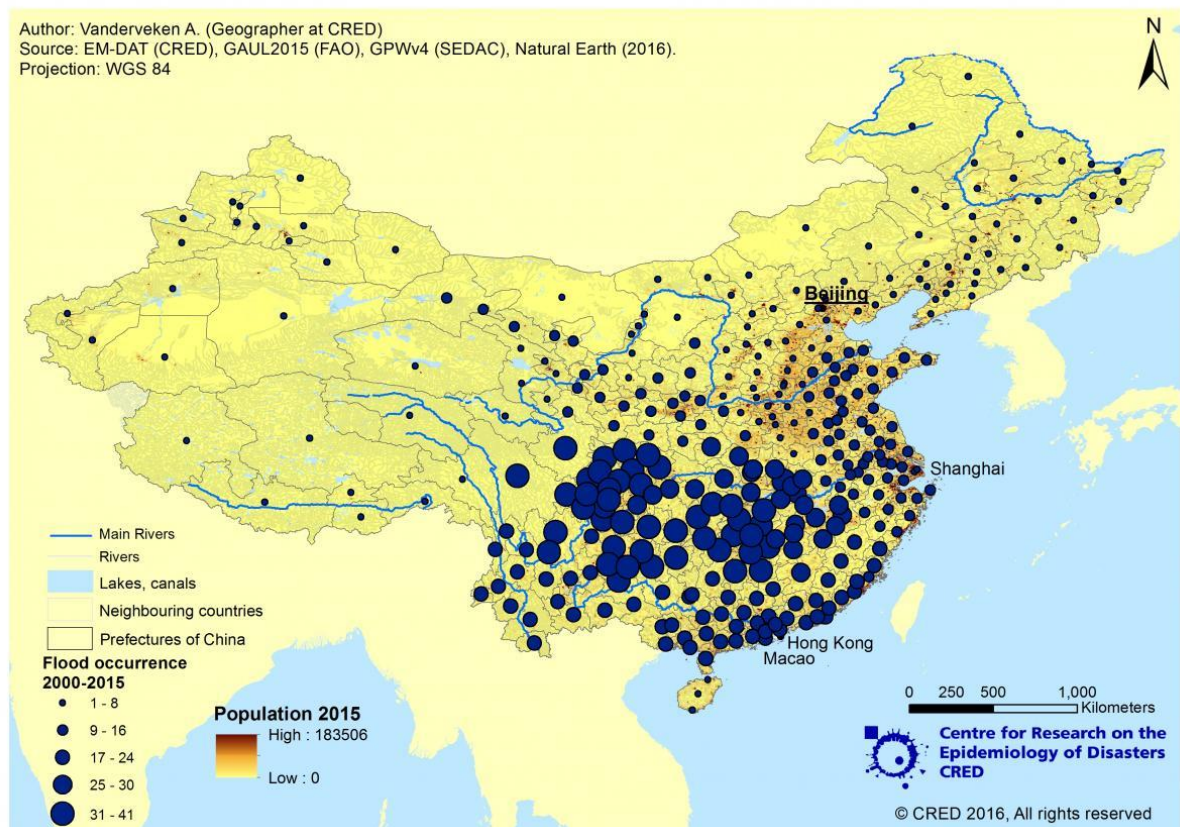 Author: Vanderveken A. (Geographer at CRED)
Source: EM-DAT (CRED), GAUL2015 (FAO), GPWv4 (SEDAC), Natural Earth (2016).
Projection: WGS 84
N
Beijing
Shanghai
Hong Kong
Macao
Main Rivers
Rivers
Lakes, canals
Neighbouring countries
Prefectures of China
Flood occurrence
2000-2015
1 - 8
9 - 16
17 - 24
25 - 30
31 - 41
Population 2015
High : 183506
Low : 0
0 250 500 1,000
Kilometers
Centre for Research on the
Epidemiology of Disasters
CRED
© CRED 2016, All rights reserved